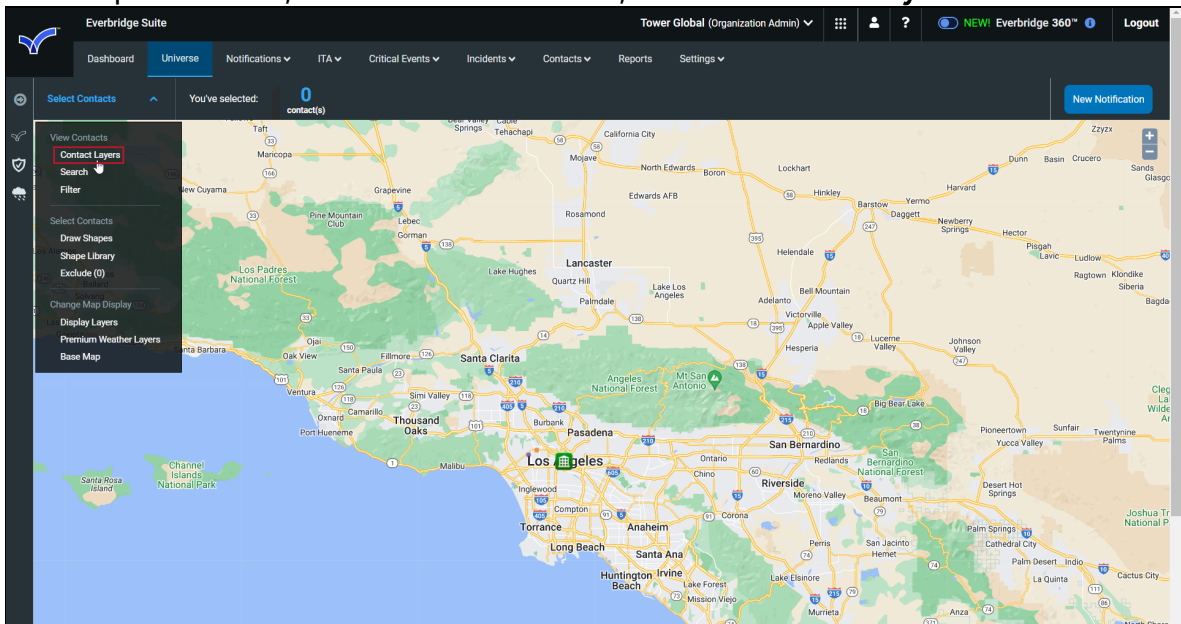 Everbridge Suite
Tower Global (Organization Admin)
?
NEW! Everbridge 360™
Logout
Dashboard
Universe
Notifications
ITA
Critical Events
Incidents
Contacts
Reports
Settings
Select Contacts
You've selected:
0
contact(s)
New Notification
View Contacts
Contact Layers
Search
Filter
Select Contacts
Draw Shapes
Shape Library
Exclude (0)
Change Map Display
Display Layers
Premium Weather Layers
Base Map
Taft
Maricopa
New Cuyama
Grapevine
Pine Mountain
Club
Lebec
Gorman
Los Padres
National Forest
Bear Valley
Springs
Tehachapi
Cable
California City
Mojave
North Edwards
Boron
Edwards AFB
Rosamond
Lancaster
Lake Hughes
Quartz Hill
Palmdale
Lake Los
Angeles
Lockhart
Hinkley
Barstow
Yermo
Daggett
Harvard
Dunn
Basin
Crucero
Zzyzx
Sands
Newberry
Springs
Hector
Pisgah
Lavic
Ludlow
Ragtown
Klondike
Siberia
Helendale
Bell Mountain
Adelanto
Victorville
Apple Valley
Hesperia
Lucerne
Valley
Johnson
Valley
Santa Barbara
Ojai
Oak View
Fillmore
Santa Paula
Ventura
Simi Valley
Oxnard
Camarillo
Port Hueneme
Thousand
Oaks
Santa Clarita
Burbank
Pasadena
Angeles
National Forest
Mt San
Antonio
Big Bear Lake
San Bernardino
San
Bernardino
National Forest
Redlands
Pioneertown
Sunfair
Twentynine
Palms
Yucca Valley
Channel
Islands
National Park
Santa Rosa
Island
Malibu
Los Angeles
Inglewood
Compton
Torrance
Long Beach
Anaheim
Santa Ana
Huntington
Beach
Irvine
Lake Forest
Mission Viejo
Ontario
Chino
Riverside
Corona
Moreno Valley
Beaumont
Perris
San Jacinto
Hemet
Lake Elsinore
Murrieta
Anza
Desert Hot
Springs
Palm Springs
Cathedral City
Palm Desert
Indio
La Quinta
Cactus City
Joshua Tr
National P